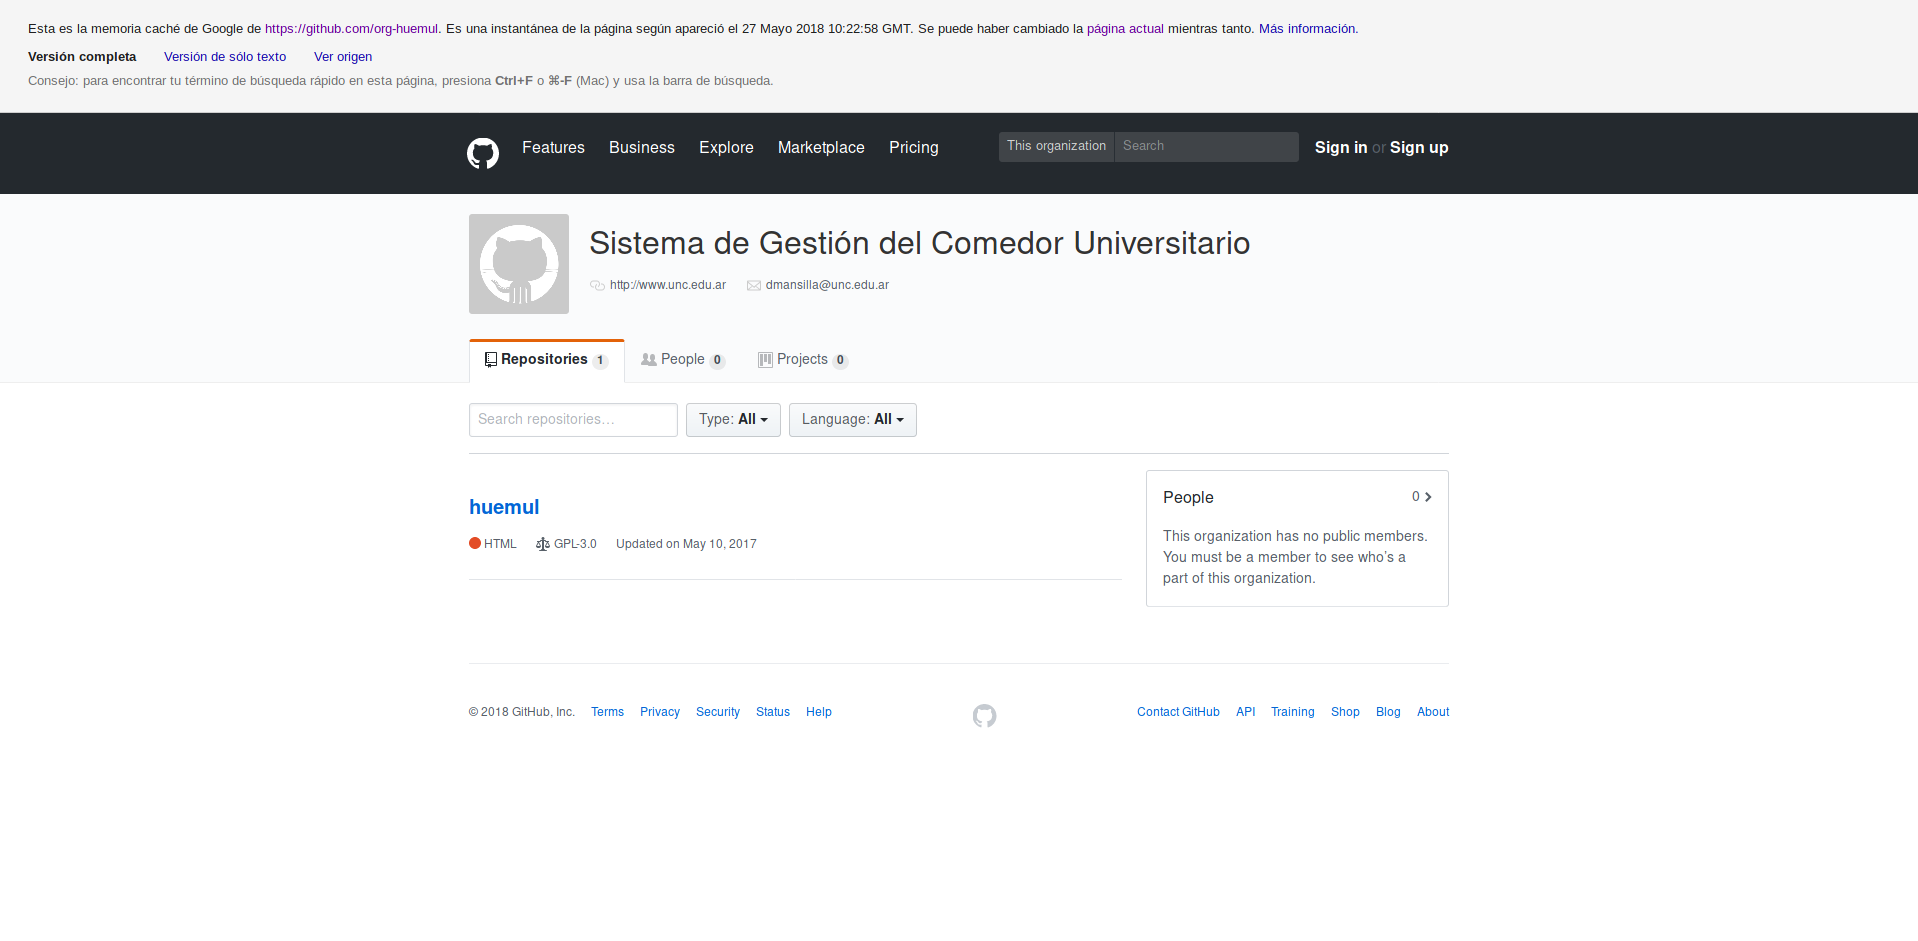 Esta es la memoria caché de Google de https://github.com/org-huemul. Es una instantánea de la página según apareció el 27 Mayo 2018 10:22:58 GMT. Se puede haber cambiado la página actual mientras tanto. Más información.
Versión completa Versión de sólo texto Ver origen
Consejo: para encontrar tu término de búsqueda rápido en esta página, presiona Ctrl+F o ⌘-F (Mac) y usa la barra de búsqueda.
Features Business Explore Marketplace Pricing This organization Search Sign in or Sign up
Sistema de Gestión del Comedor Universitario
http://www.unc.edu.ar dmansilla@unc.edu.ar
Repositories 1 People 0 Projects 0
Search repositories… Type: All Language: All
huemul
HTML GPL-3.0 Updated on May 10, 2017
People 0
This organization has no public members.
You must be a member to see who’s a
part of this organization.
© 2018 GitHub, Inc. Terms Privacy Security Status Help Contact GitHub API Training Shop Blog About